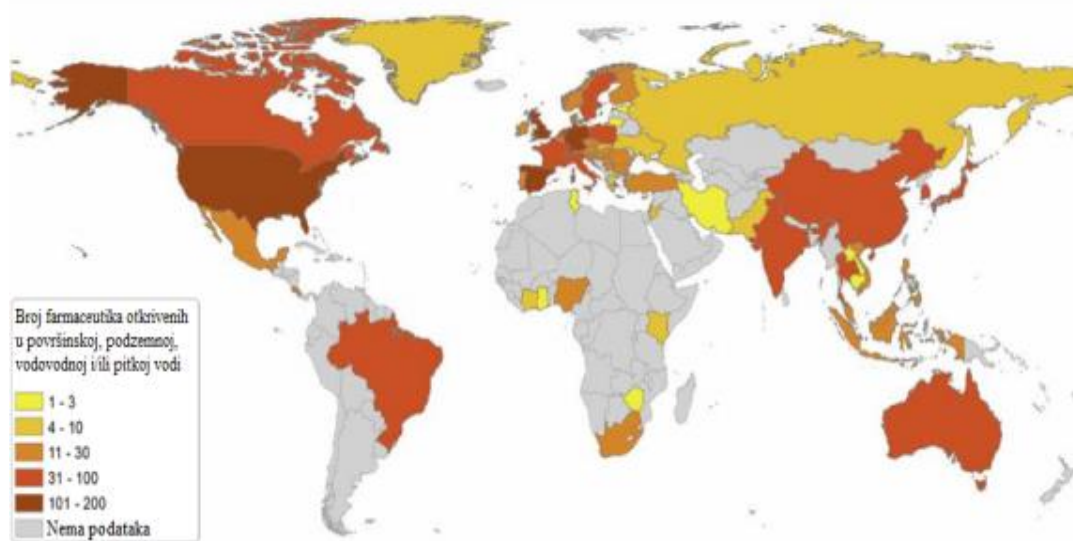 Broj farmaceutika otkrivenih
u površinskoj, podzemnoj,
vodovodnoj i/ili pitkoj vodi
1 - 3
4 - 10
11 - 30
31 - 100
101 - 200
Nema podataka